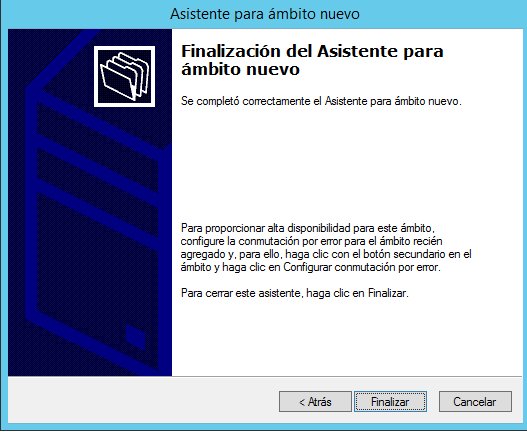 Asistente para ámbito nuevo
Finalización del Asistente para
ámbito nuevo
Se completó correctamente el Asistente para ámbito nuevo.
Para proporcionar alta disponibilidad para este ámbito,
configure la conmutación por error para el ámbito recién
agregado y, para ello, haga clic con el botón secundario en el
ámbito y haga clic en Configurar conmutación por error.
Para cerrar este asistente, haga clic en Finalizar.
< Atrás
Finalizar
Cancelar